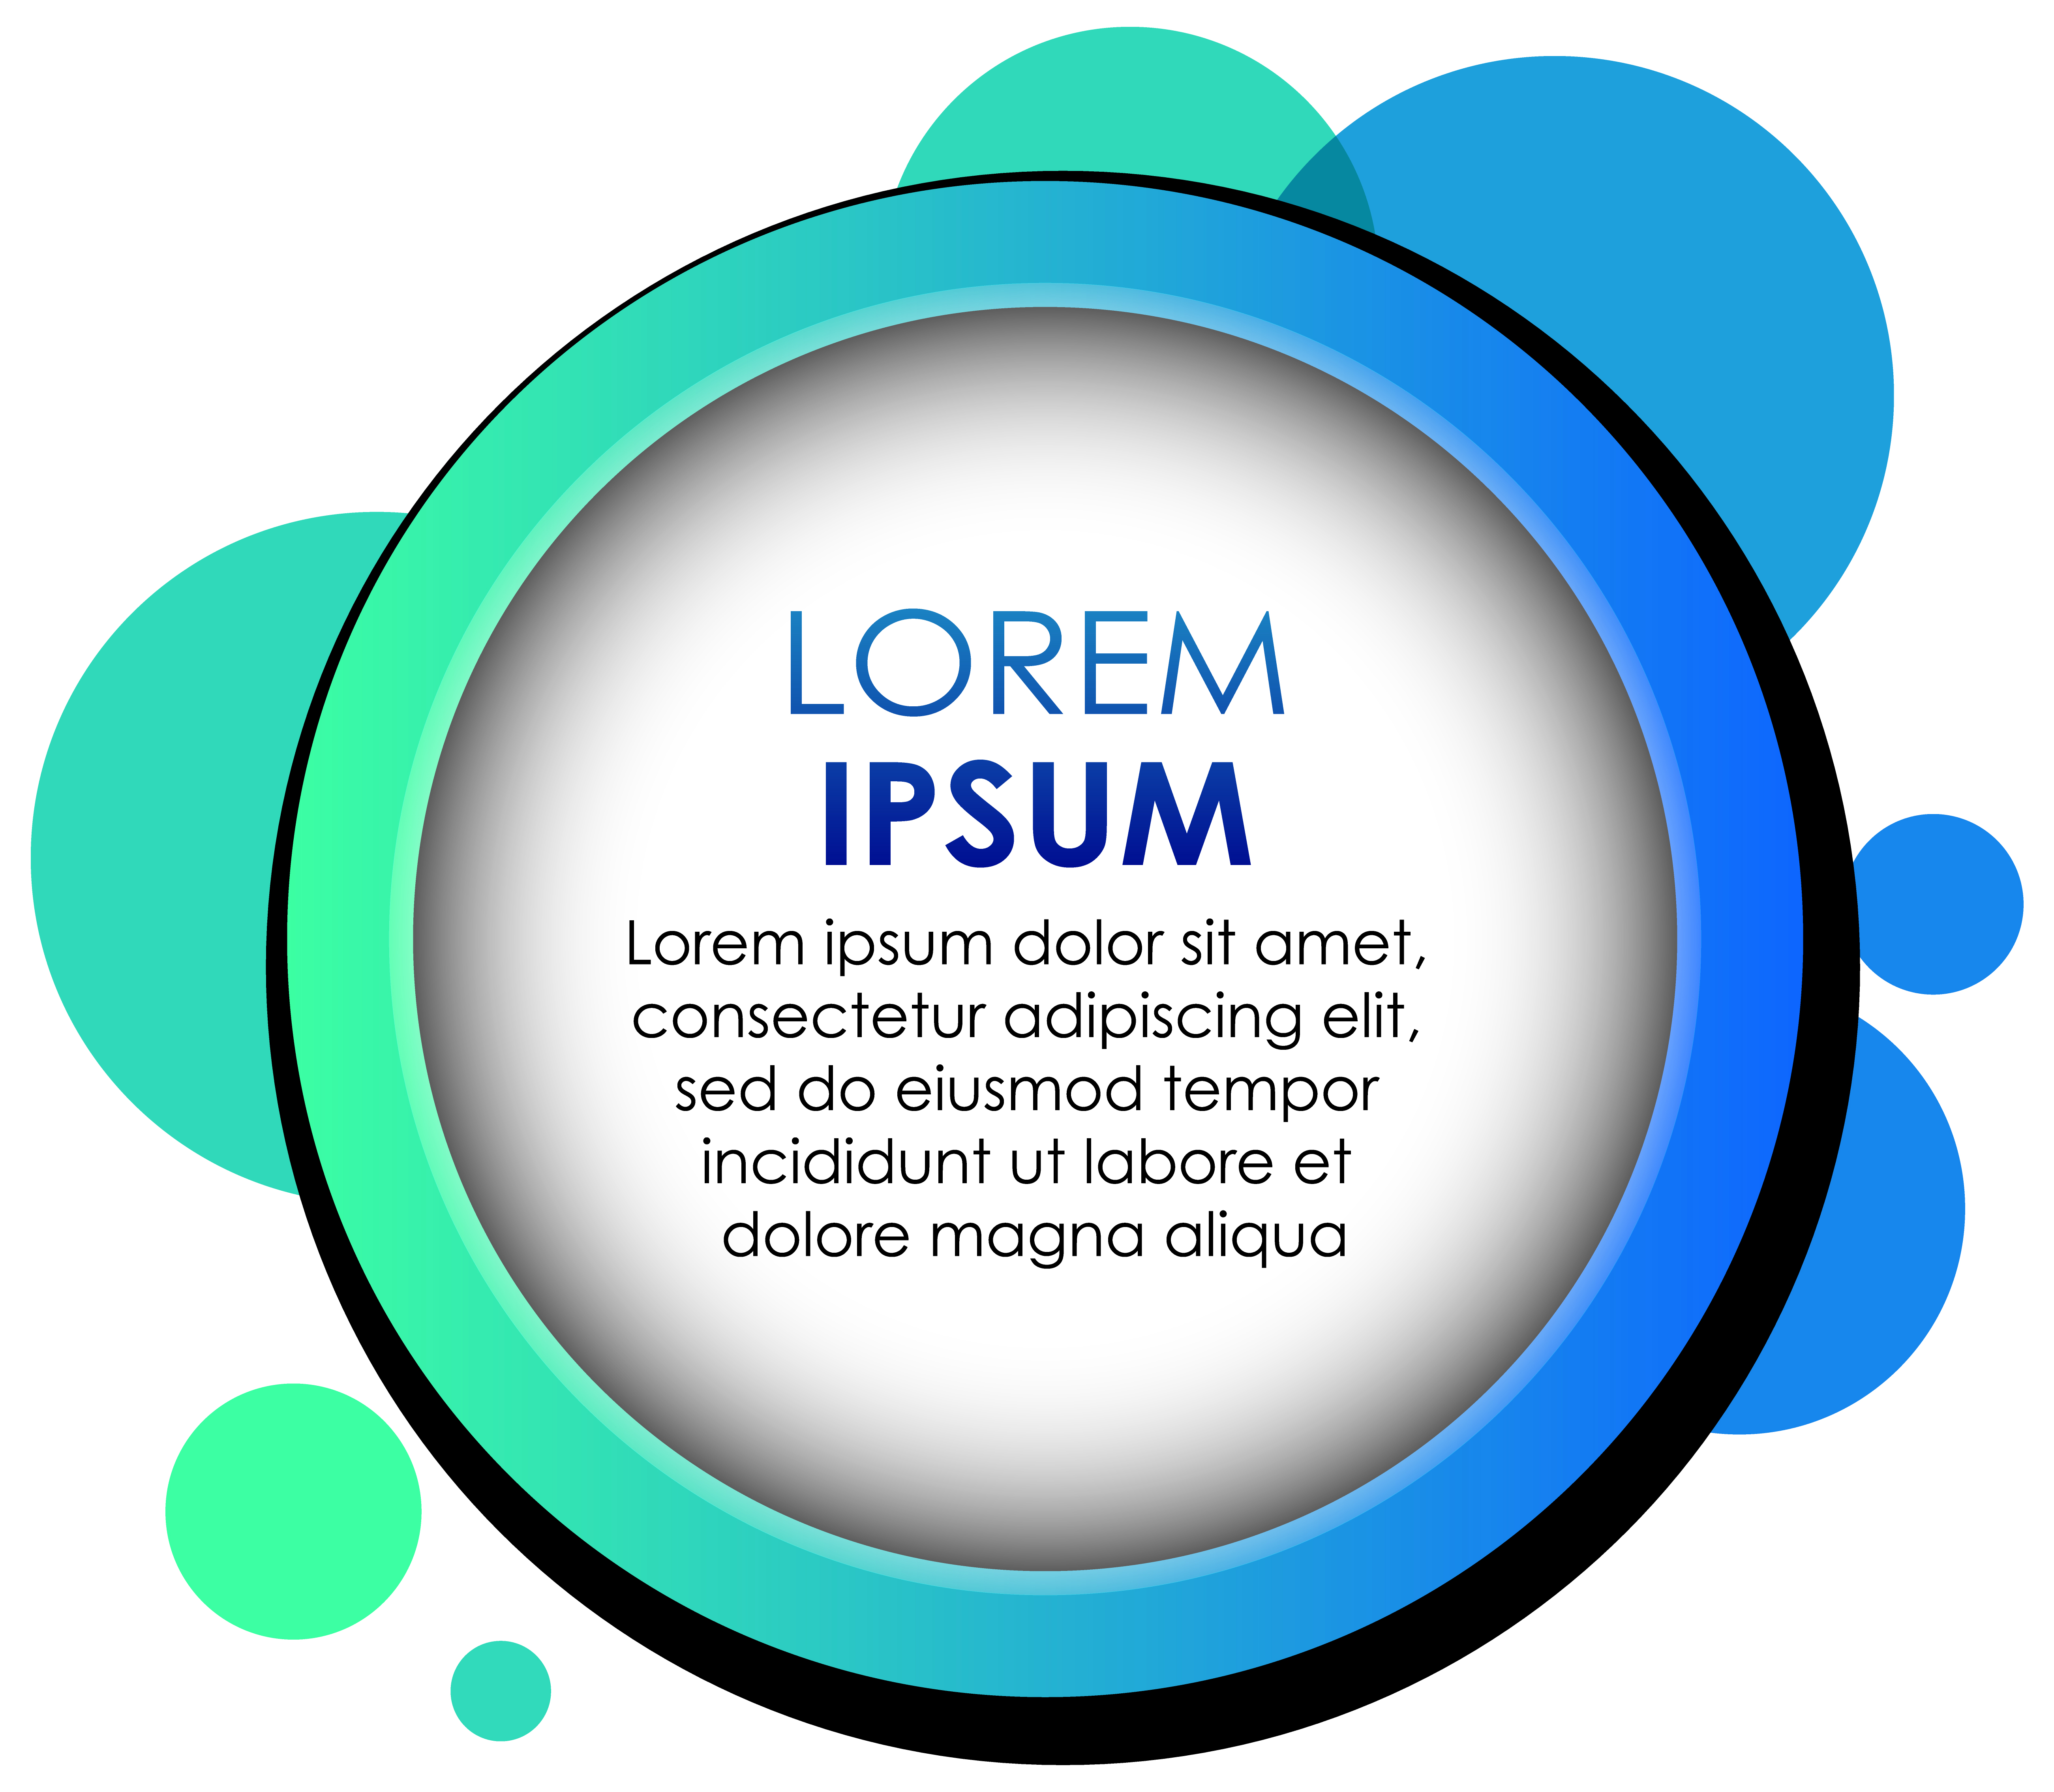 LOREM
IPSUM
Lorem ipsum dolor sit amet,
consectetur adipiscing elit,
sed do eiusmod tempor
incididunt ut labore et
dolore magna aliqua